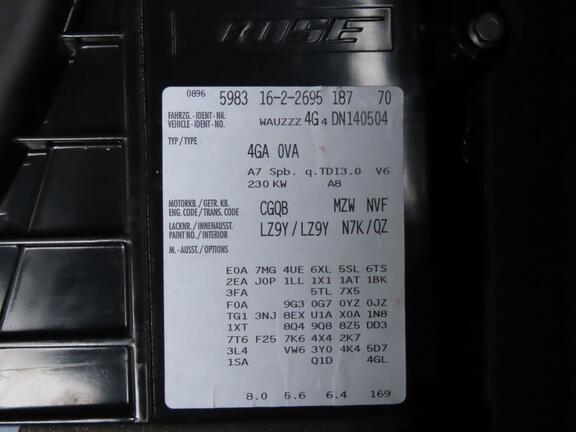 BOSE
0896 5983 16-2-2695 187 70
FAHRZG.-IDENT-NR.
VEHICLE-IDENT-NO. WAUZZZ 4G4 DN140504
TYP/TYPE
4GA 0VA
A7 Spb. q.TDI3.0 V6
230 KW A8
MOTORKB./GETR.KB.
ENG.CODE/TRANS.CODE CGQB MZW NVF
LACKNR./INNENAUSST.
PAINT NO./INTERIOR LZ9Y/LZ9Y N7K/QZ
M.-AUSST./OPTIONS
E0A 7MG 4UE 6XL 5SL 6TS
2EA J0P 1LL 1X1 1AT 1BK
3FA 5TL 7X5
F0A 9G3 0G7 0YZ 0JZ
TG1 3NJ 8EX U1A X0A 1N8
1XT 8Q4 9Q8 8Z5 DD3
7T6 F25 7K6 4X4 2K7
3L4 VW6 3Y0 4K4 5D7
1SA Q1D 4GL
8.0 5.6 6.4 169